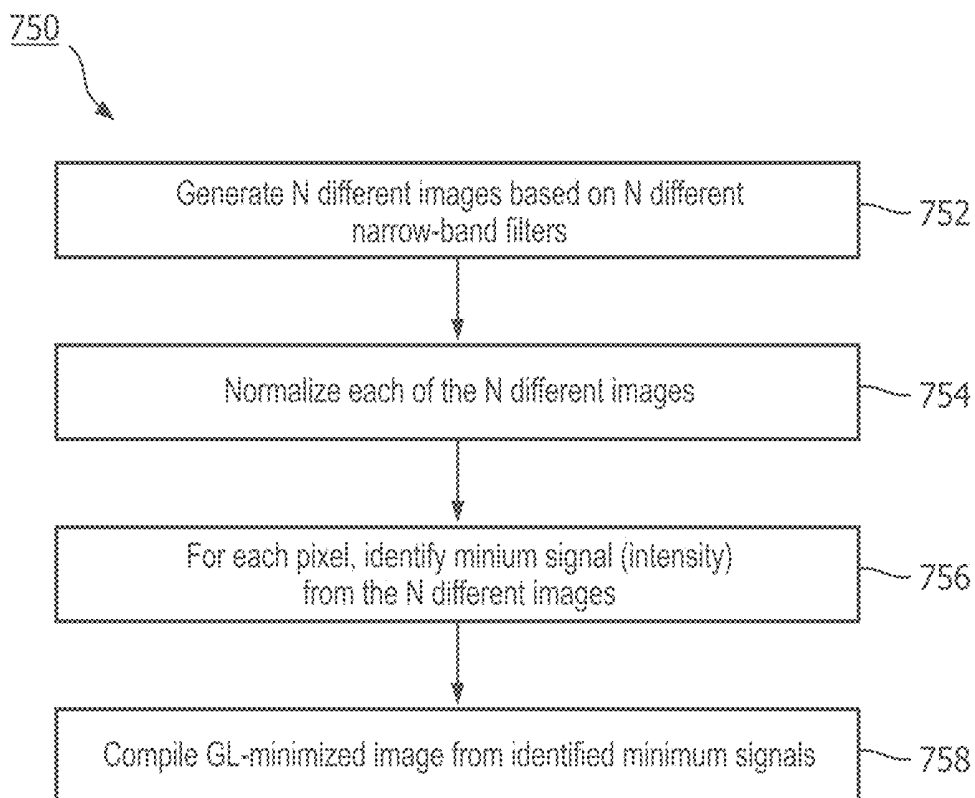 750
Generate N different images based on N different
narrow-band filters
752
Normalize each of the N different images
754
For each pixel, identify minium signal (intensity)
from the N different images
756
Compile GL-minimized image from identified minimum signals
758